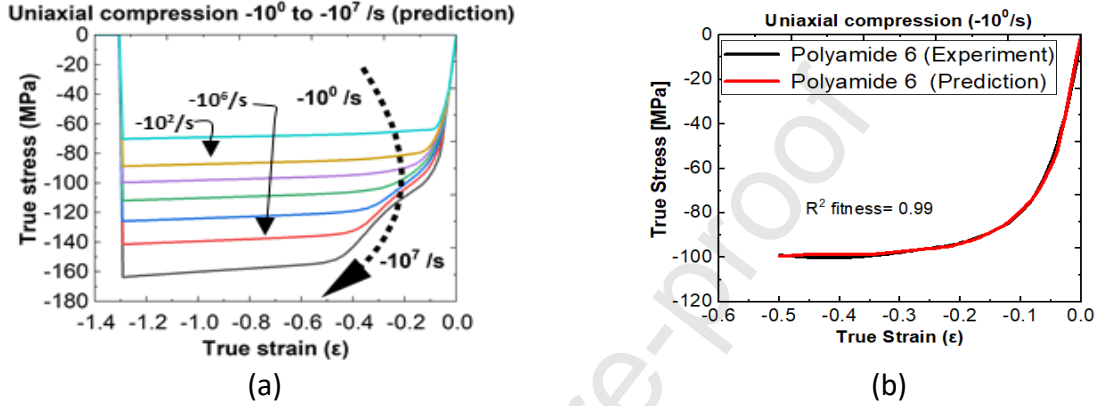 Uniaxial compression -10⁰ to -10⁷ /s (prediction)
0
-20
-40
-60
-80
-100
-120
-140
-160
-180
True stress (MPa)
-10⁰ /s
-10⁶/s
-10²/s
-10⁷ /s
-1.4 -1.2 -1.0 -0.8 -0.6 -0.4 -0.2 0.0
True strain (ε)
(a)
Uniaxial compression (-10⁰/s)
0
-20
-40
-60
-80
-100
-120
True Stress [MPa]
Polyamide 6 (Experiment)
Polyamide 6 (Prediction)
R² fitness= 0.99
-0.6 -0.5 -0.4 -0.3 -0.2 -0.1 0.0
True Strain (ε)
(b)
re-proof